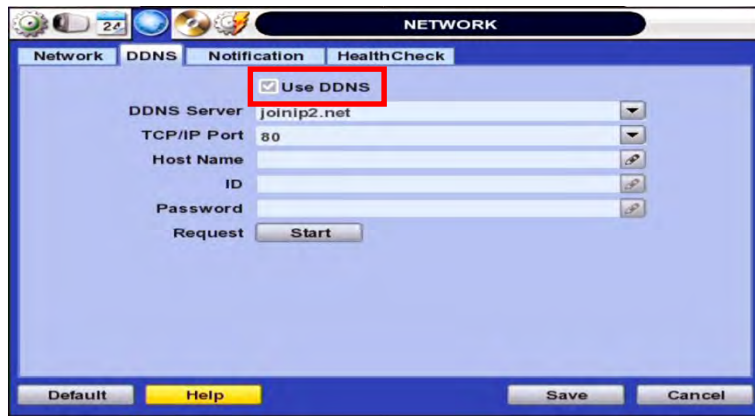 24 NETWORK
Network DDNS Notification HealthCheck
Use DDNS
DDNS Server joinip2.net
TCP/IP Port 80
Host Name
ID
Password
Request Start
Default Help Save Cancel